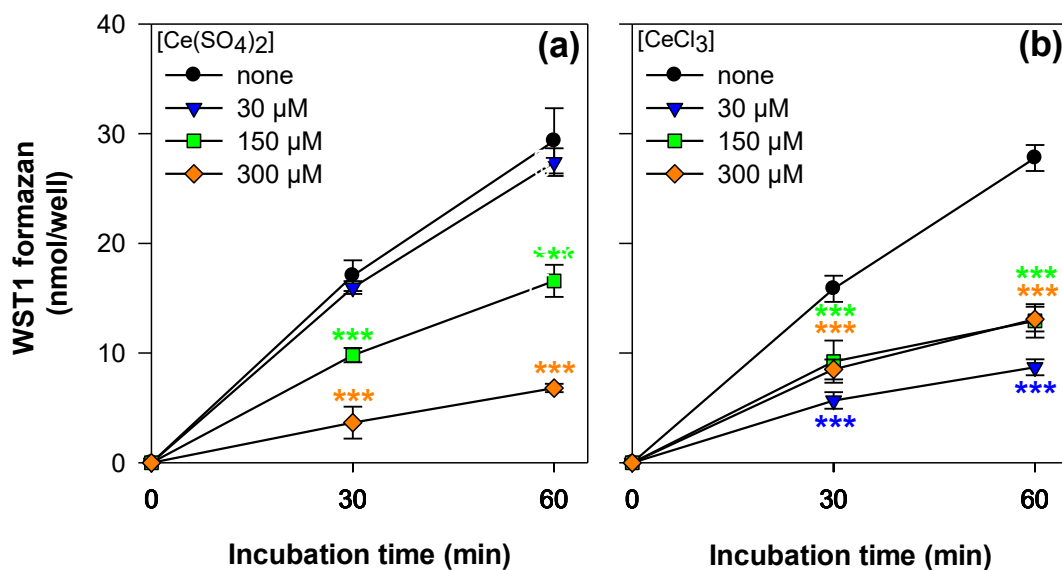 [Ce(SO4)2]
(a)
none
30 µM
150 µM
300 µM
***
***
***
***
40
30
20
10
0
0
30
60
WST1 formazan
(nmol/well)
Incubation time (min)
[CeCl3]
(b)
none
30 µM
150 µM
300 µM
***
***
***
***
***
***
0
30
60
Incubation time (min)